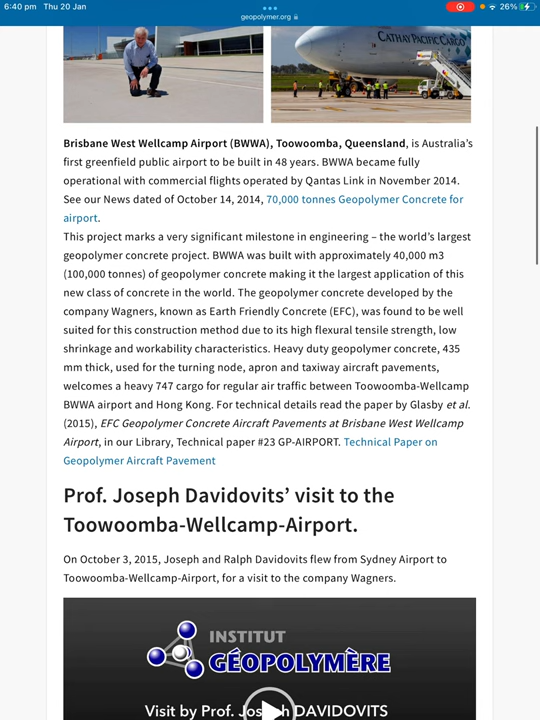 6:40 pm Thu 20 Jan
26%
geopolymer.org
CATHAY PACIFIC CARGO
Brisbane West Wellcamp Airport (BWWA), Toowoomba, Queensland, is Australia's
first greenfield public airport to be built in 48 years. BWWA became fully
operational with commercial flights operated by Qantas Link in November 2014.
See our News dated of October 14, 2014, 70,000 tonnes Geopolymer Concrete for
airport.
This project marks a very significant milestone in engineering – the world's largest
geopolymer concrete project. BWWA was built with approximately 40,000 m3
(100,000 tonnes) of geopolymer concrete making it the largest application of this
new class of concrete in the world. The geopolymer concrete developed by the
company Wagners, known as Earth Friendly Concrete (EFC), was found to be well
suited for this construction method due to its high flexural tensile strength, low
shrinkage and workability characteristics. Heavy duty geopolymer concrete, 435
mm thick, used for the turning node, apron and taxiway aircraft pavements,
welcomes a heavy 747 cargo for regular air traffic between Toowoomba-Wellcamp
BWWA airport and Hong Kong. For technical details read the paper by Glasby et al.
(2015), EFC Geopolymer Concrete Aircraft Pavements at Brisbane West Wellcamp
Airport, in our Library, Technical paper #23 GP-AIRPORT. Technical Paper on
Geopolymer Aircraft Pavement
Prof. Joseph Davidovits' visit to the
Toowoomba-Wellcamp-Airport.
On October 3, 2015, Joseph and Ralph Davidovits flew from Sydney Airport to
Toowoomba-Wellcamp-Airport, for a visit to the company Wagners.
INSTITUT
GÉOPOLYMÈRE
Visit by Prof. Joseph DAVIDOVITS